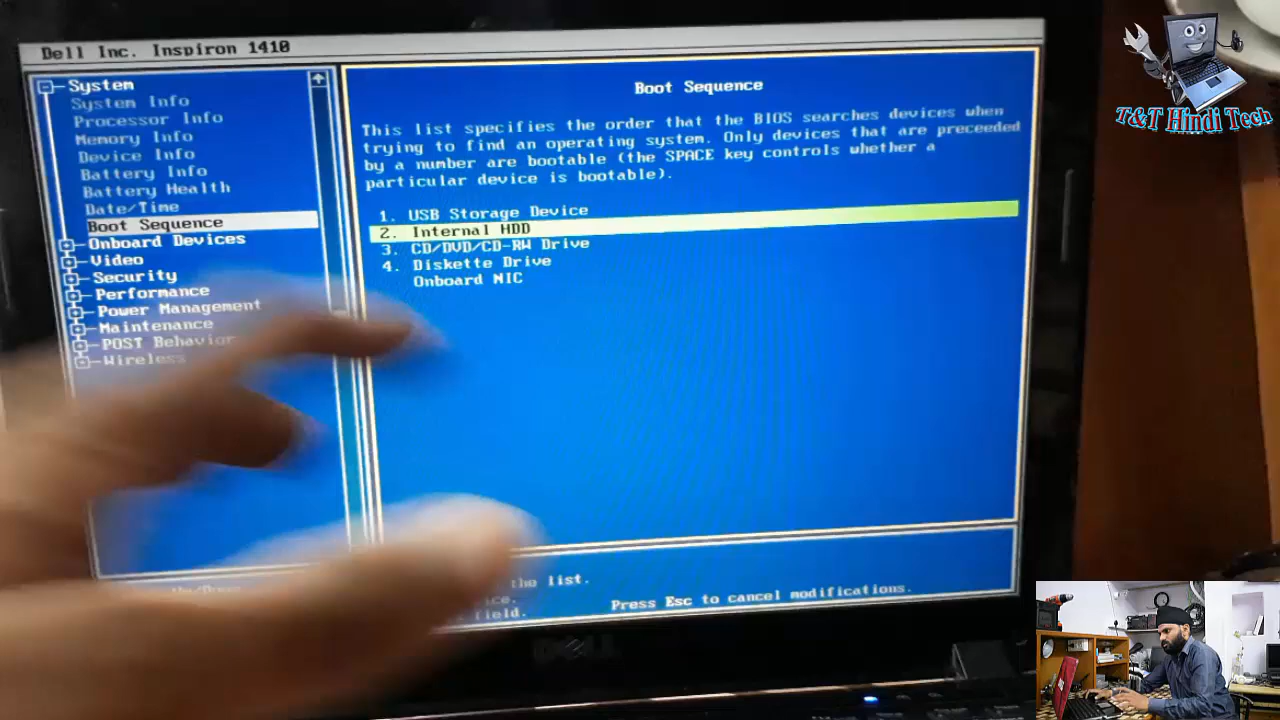 Dell Inc. Inspiron 1410
System
System Info
Processor Info
Memory Info
Device Info
Battery Info
Battery Health
Date/Time
Boot Sequence
Onboard Devices
Video
Security
Performance
Power Management
Maintenance
POST Behavior
Wireless
Boot Sequence
This list specifies the order that the BIOS searches devices when
trying to find an operating system. Only devices that are preceeded
by a number are bootable (the SPACE key controls whether a
particular device is bootable).
1. USB Storage Device
2. Internal HDD
3. CD/DVD/CD-RW Drive
4. Diskette Drive
Onboard NIC
the list.
field.
Press Esc to cancel modifications.
DELL
T&T Hindi Tech